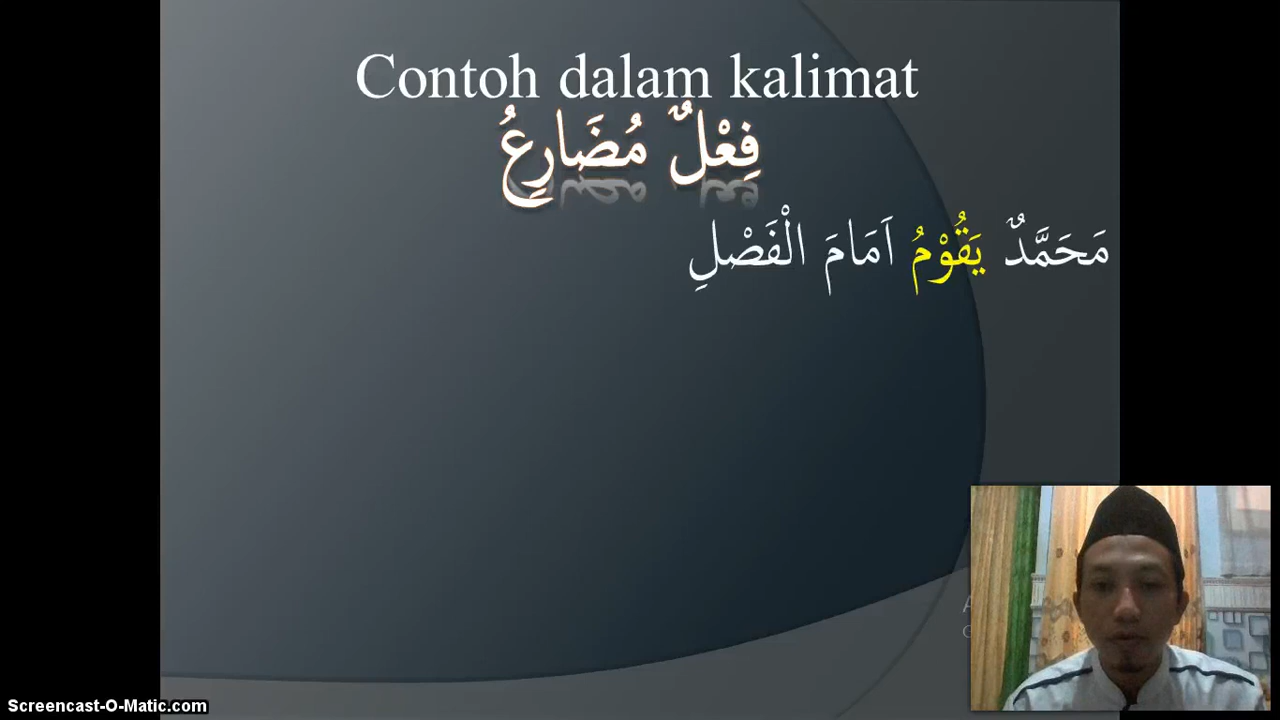 Contoh dalam kalimat
فِعْلٌ مُضَارِعُ
مَحَمَّدٌ يَقُوْمُ اَمَامَ الْفَصْلِ
Screencast-O-Matic.com